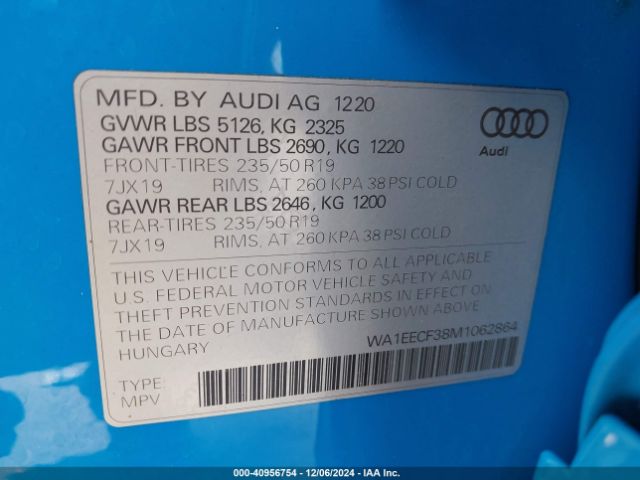 MFD. BY AUDI AG 1220
GVWR LBS 5126, KG 2325
GAWR FRONT LBS 2690, KG 1220
FRONT-TIRES 235/50 R19
7JX19 RIMS, AT 260 KPA 38 PSI COLD
GAWR REAR LBS 2646, KG 1200
REAR-TIRES 235/50 R19
7JX19 RIMS, AT 260 KPA 38 PSI COLD
Audi
THIS VEHICLE CONFORMS TO ALL APPLICABLE
U.S. FEDERAL MOTOR VEHICLE SAFETY AND
THEFT PREVENTION STANDARDS IN EFFECT ON
THE DATE OF MANUFACTURE SHOWN ABOVE
HUNGARY
WA1EECF38M1062864
TYPE:
MPV
000-40956754 - 12/06/2024 - IAA Inc.